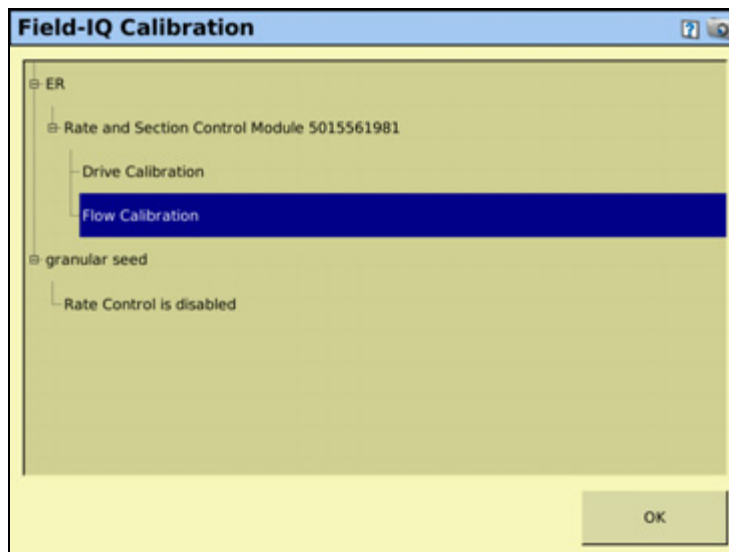 Field-IQ Calibration
ER
Rate and Section Control Module 5015561981
Drive Calibration
Flow Calibration
granular seed
Rate Control is disabled
OK